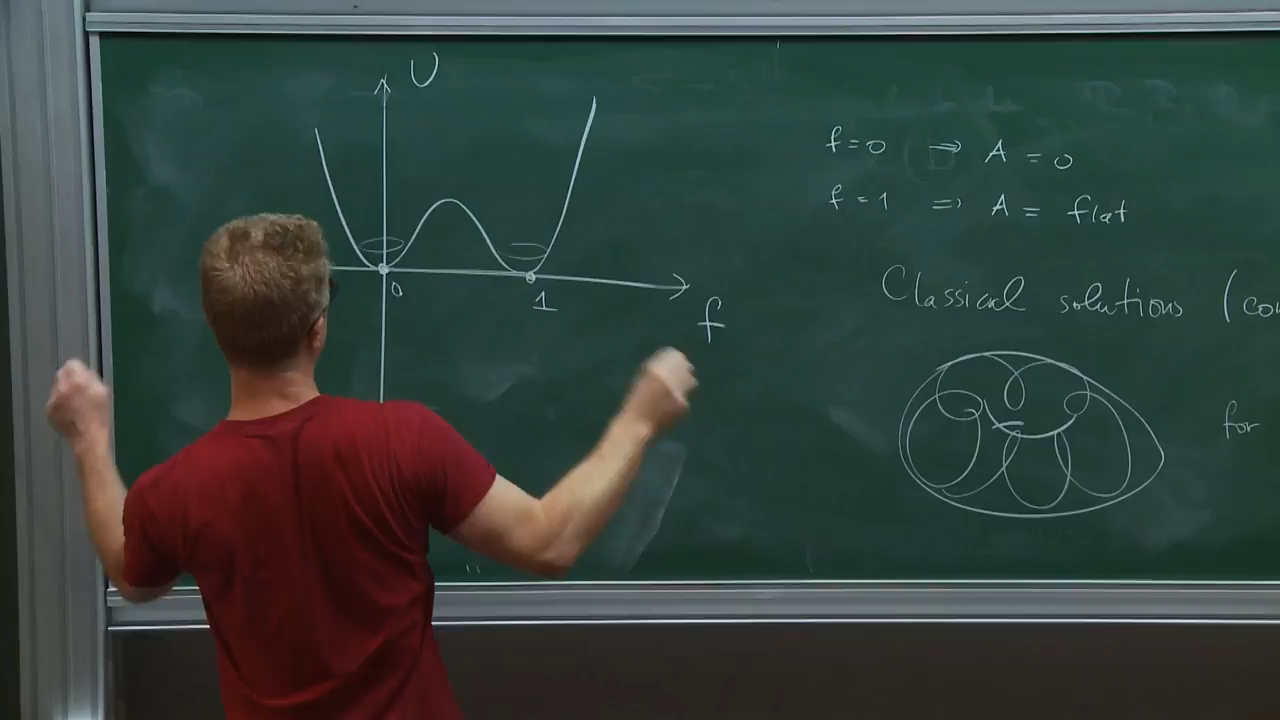 U
0
1
f
f = 0 ⇒ A = 0
f = 1 ⇒ A = flat
Classical solutions (co
for